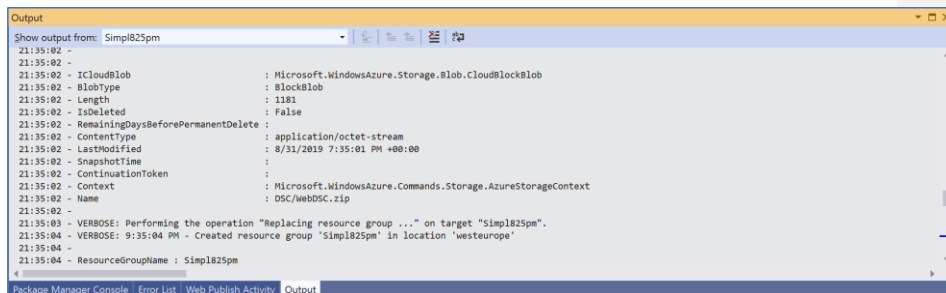 Output
Show output from: Simpl825pm
21:35:02 -
21:35:02 -
21:35:02 - ICloudBlob : Microsoft.WindowsAzure.Storage.Blob.CloudBlockBlob
21:35:02 - BlobType : BlockBlob
21:35:02 - Length : 1181
21:35:02 - IsDeleted : False
21:35:02 - RemainingDaysBeforePermanentDelete :
21:35:02 - ContentType : application/octet-stream
21:35:02 - LastModified : 8/31/2019 7:35:01 PM +00:00
21:35:02 - SnapshotTime :
21:35:02 - ContinuationToken :
21:35:02 - Context : Microsoft.WindowsAzure.Commands.Storage.AzureStorageContext
21:35:02 - Name : DSC/WebDSC.zip
21:35:02 -
21:35:03 - VERBOSE: Performing the operation "Replacing resource group ..." on target "Simpl825pm".
21:35:04 - VERBOSE: 9:35:04 PM - Created resource group 'Simpl825pm' in location 'westeurope'
21:35:04 -
21:35:04 - ResourceGroupName : Simpl825pm
Package Manager Console Error List Web Publish Activity Output